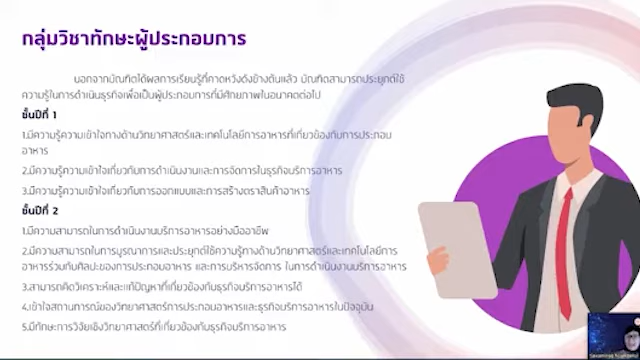 กลุ่มวิชาทักษะผู้ประกอบการ
นอกจากบัณฑิตได้ผลการเรียนรู้ที่คาดหวังดังข้างต้นแล้ว บัณฑิตสามารถประยุกต์ใช้
ความรู้ในการดำเนินธุรกิจเพื่อเป็นผู้ประกอบการที่มีศักยภาพในอนาคตต่อไป
ชั้นปีที่ 1
1.มีความรู้ความเข้าใจทางด้านวิทยาศาสตร์และเทคโนโลยีการอาหารที่เกี่ยวข้องกับการประกอบ
อาหาร
2.มีความรู้ความเข้าใจเกี่ยวกับการดำเนินงานและการจัดการในธุรกิจบริการอาหาร
3.มีความรู้ความเข้าใจเกี่ยวกับการออกแบบและการสร้างตราสินค้าอาหาร
ชั้นปีที่ 2
1.มีความสามารถในการดำเนินงานบริการอาหารอย่างมืออาชีพ
2.มีความสามารถในการบูรณาการและประยุกต์ใช้ความรู้ทางด้านวิทยาศาสตร์และเทคโนโลยีการ
อาหารร่วมกับศิลปะของการประกอบอาหาร และการบริหารจัดการ ในการดำเนินงานบริการอาหาร
3.สามารถคิดวิเคราะห์และแก้ปัญหาที่เกี่ยวข้องกับธุรกิจบริการอาหารได้
4.เข้าใจสถานการณ์ของวิทยาศาสตร์การประกอบอาหารและธุรกิจบริการอาหารในปัจจุบัน
5.มีทักษะการวิจัยเชิงวิทยาศาสตร์ที่เกี่ยวข้องกับธุรกิจบริการอาหาร